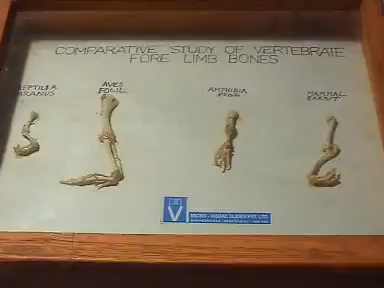 COMPARATIVE STUDY OF VERTEBRATE
FORE LIMB BONES
REPTILIA
VARANUS
AVES
FOWL
AMPHIBIA
FROG
MAMMAL
RABBIT
V
MICRO-VISUAL SLIDES PVT. LTD.